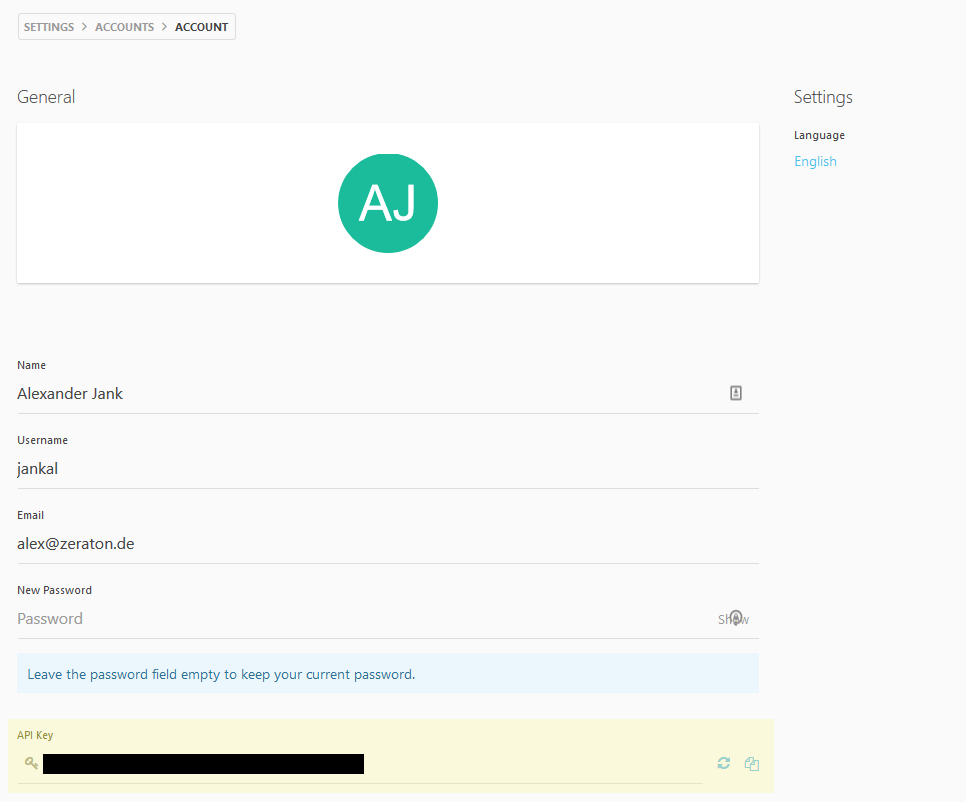 SETTINGS > ACCOUNTS > ACCOUNT
General
AJ
Name
Alexander Jank
Username
jankal
Email
alex@zeraton.de
New Password
Password
Show
Leave the password field empty to keep your current password.
API Key
Settings
Language
English